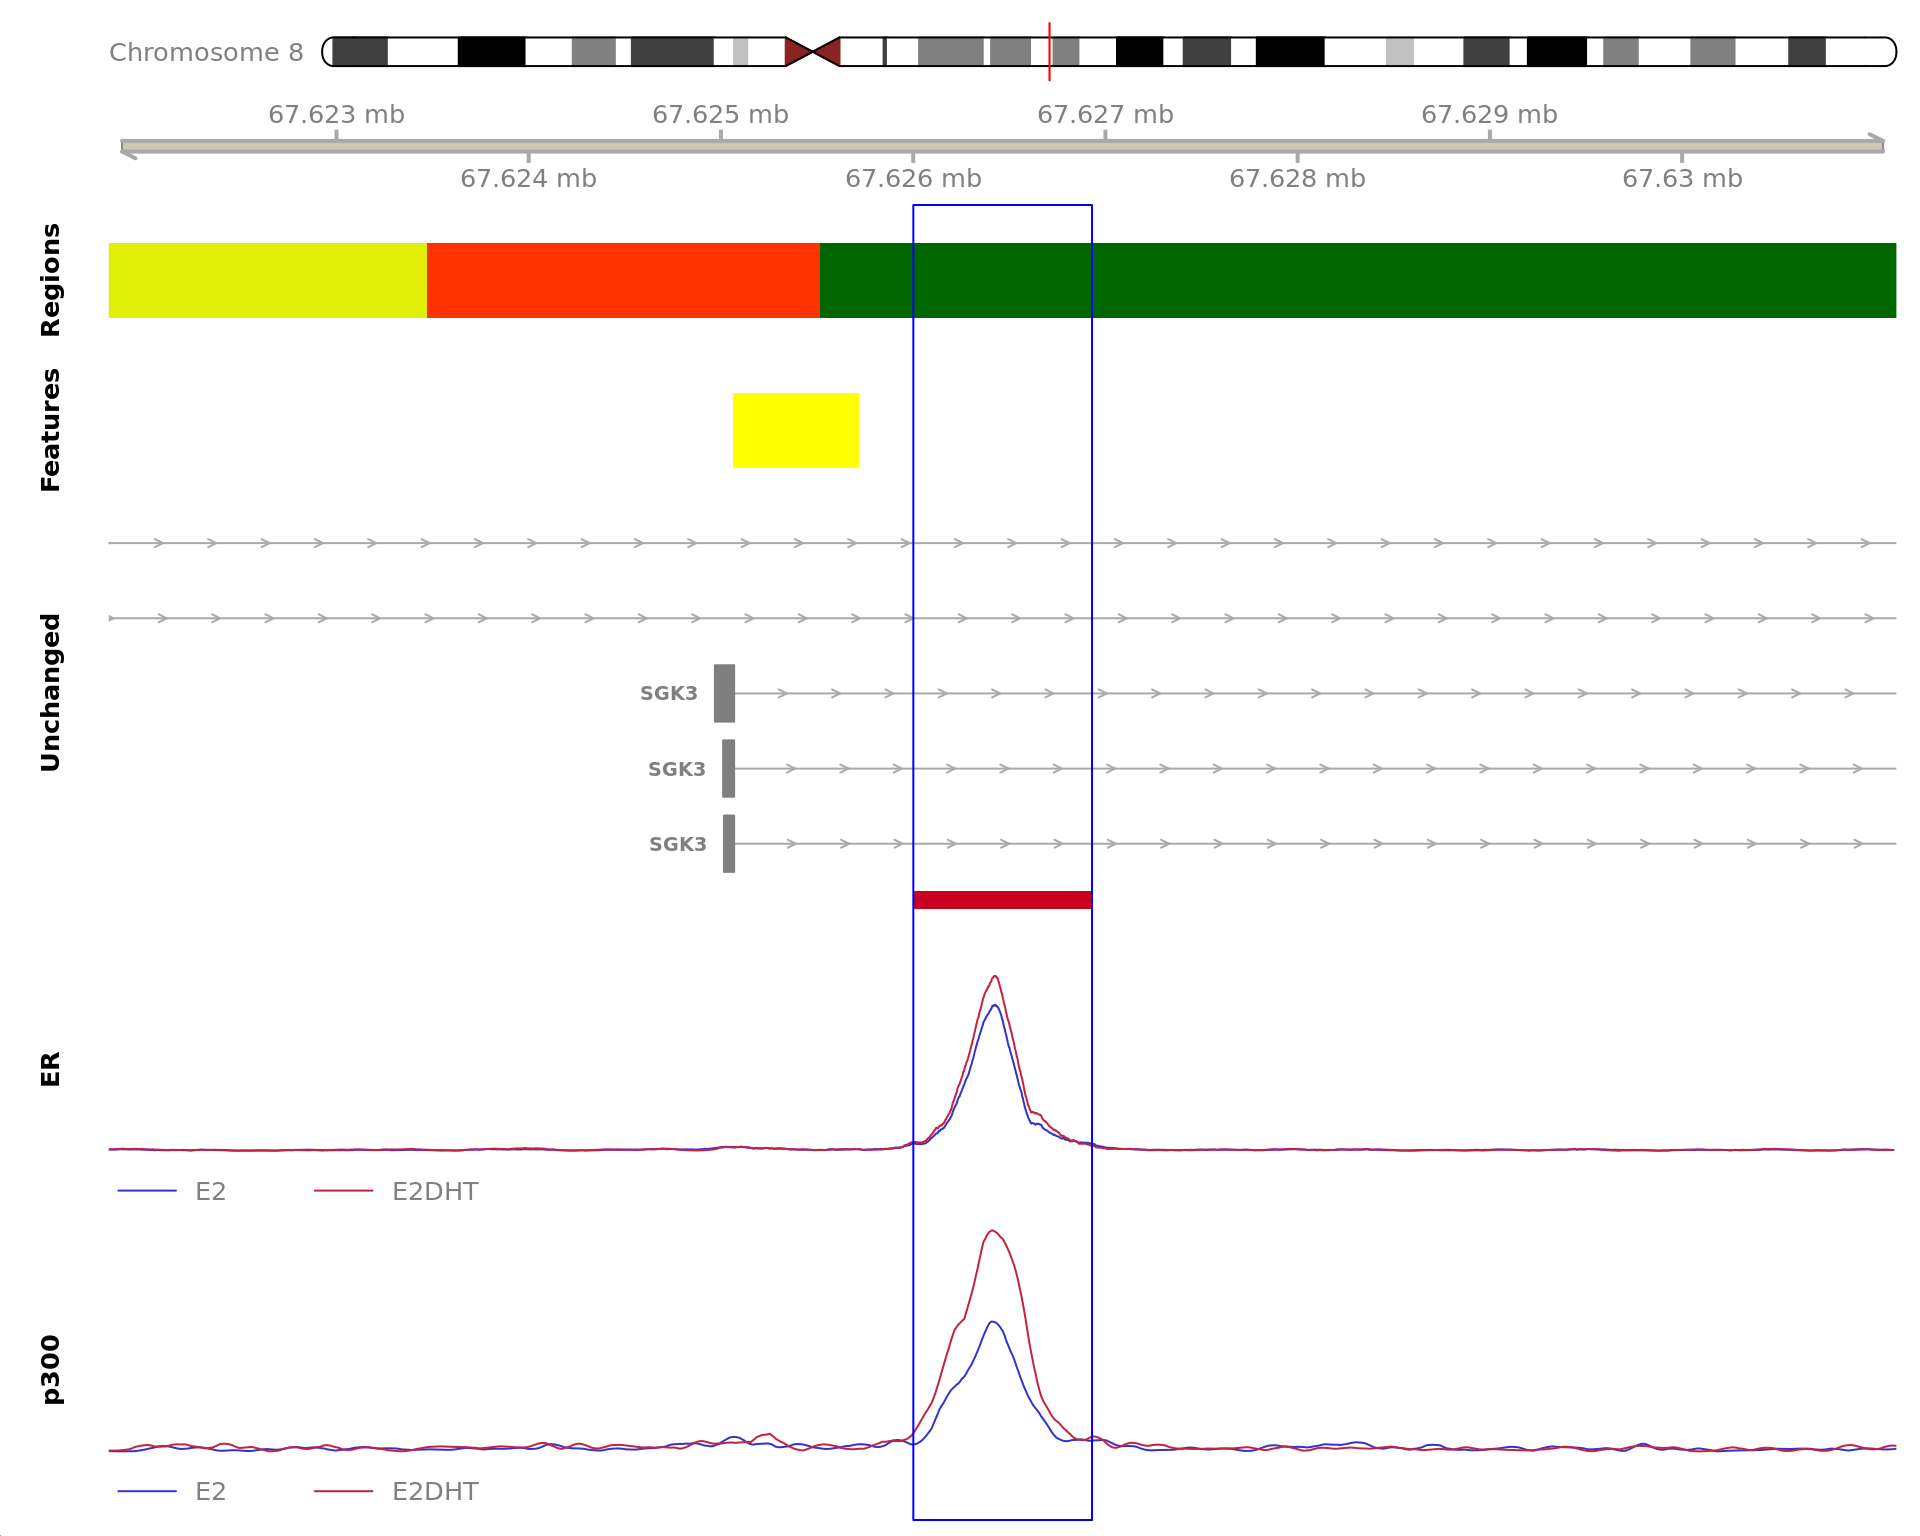 Chromosome 8
67.623 mb 67.625 mb 67.627 mb 67.629 mb
67.624 mb 67.626 mb 67.628 mb 67.63 mb
Regions
Features
Unchanged
SGK3
SGK3
SGK3
ER
E2 E2DHT
p300
E2 E2DHT